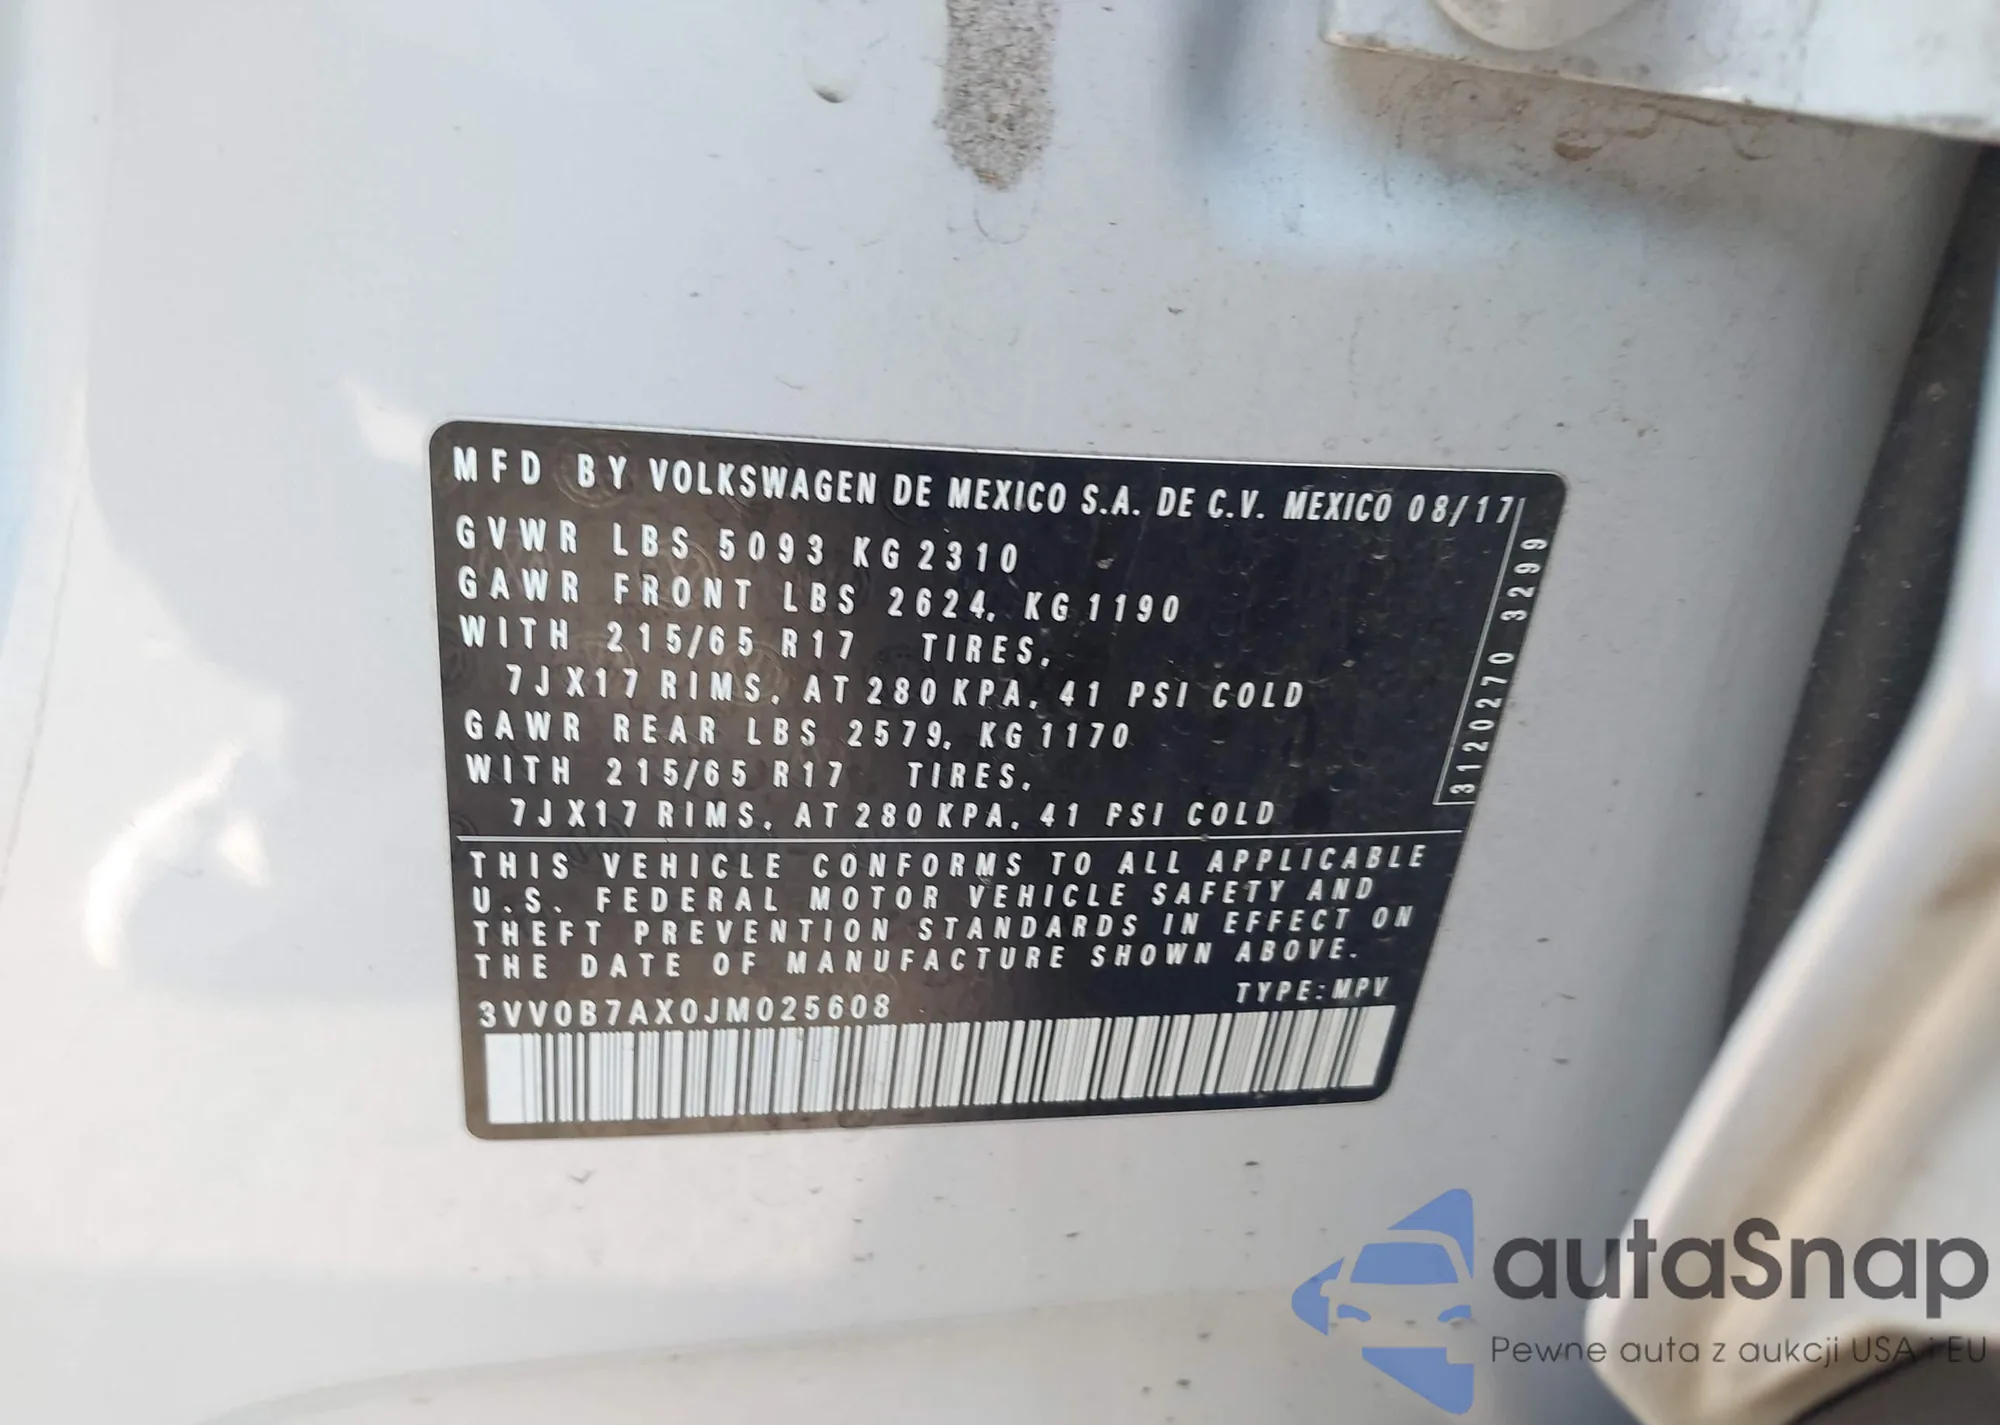 MFD BY VOLKSWAGEN DE MEXICO S.A. DE C.V. MEXICO 08/17
GVWR LBS 5093 KG 2310
GAWR FRONT LBS 2624, KG 1190
WITH 215/65 R17 TIRES,
7JX17 RIMS, AT 280 KPA, 41 PSI COLD
GAWR REAR LBS 2579, KG 1170
WITH 215/65 R17 TIRES,
7JX17 RIMS, AT 280 KPA, 41 PSI COLD
3120270 3299
THIS VEHICLE CONFORMS TO ALL APPLICABLE
U.S. FEDERAL MOTOR VEHICLE SAFETY AND
THEFT PREVENTION STANDARDS IN EFFECT ON
THE DATE OF MANUFACTURE SHOWN ABOVE.
3VV0B7AX0JM025608 TYPE:MPV
autaSnap
Pewne auta z aukcji USA i EU